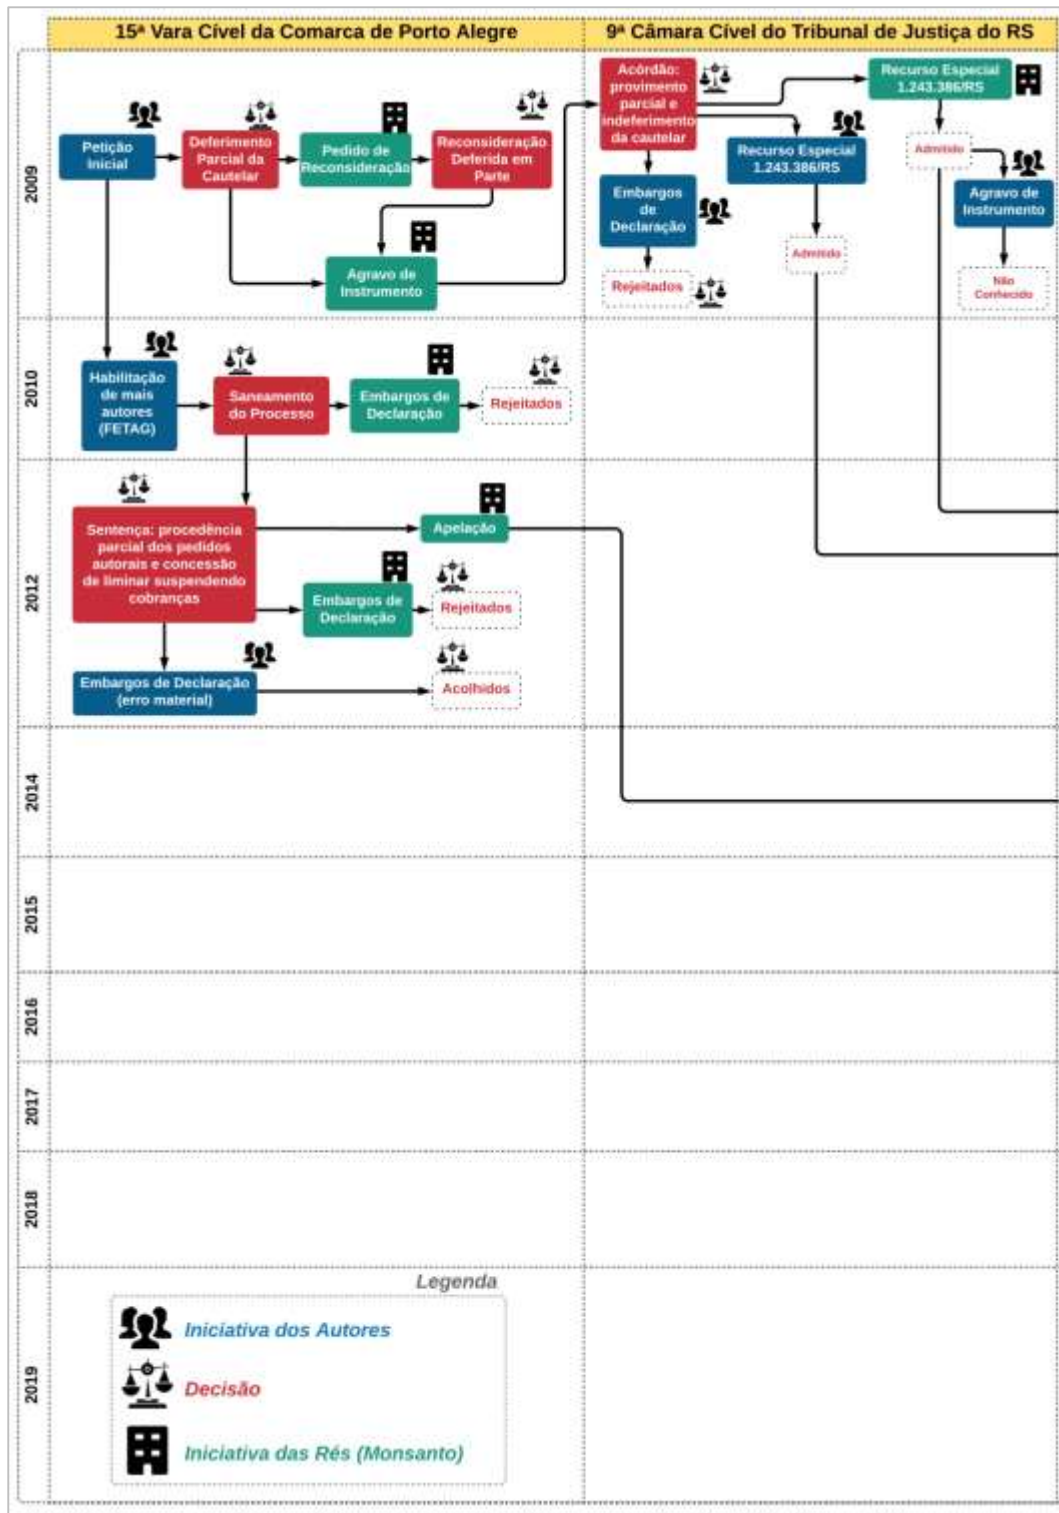 15ª Vara Cível da Comarca de Porto Alegre
9ª Câmara Cível do Tribunal de Justiça do RS
2009
Petição
Inicial
Deferimento
Parcial da
Cautelar
Pedido de
Reconsideração
Reconsideração
Deferida em
Parte
Agravo de
Instrumento
Acórdão:
provimento
parcial e
indeferimento
da cautelar
Recurso Especial
1.243.386/RS
Recurso Especial
1.243.386/RS
Admitido
Embargos
de
Declaração
Agravo de
Instrumento
Admitido
Rejeitados
Não
Conhecido
2010
Habilitação
de mais
autores
(FETAG)
Saneamento
do Processo
Embargos de
Declaração
Rejeitados
2012
Sentença: procedência
parcial dos pedidos
autorais e concessão
de liminar suspendendo
cobranças
Apelação
Embargos de
Declaração
Rejeitados
Embargos de Declaração
(erro material)
Acolhidos
2014
2015
2016
2017
2018
2019
Legenda
Iniciativa dos Autores
Decisão
Iniciativa das Rés (Monsanto)